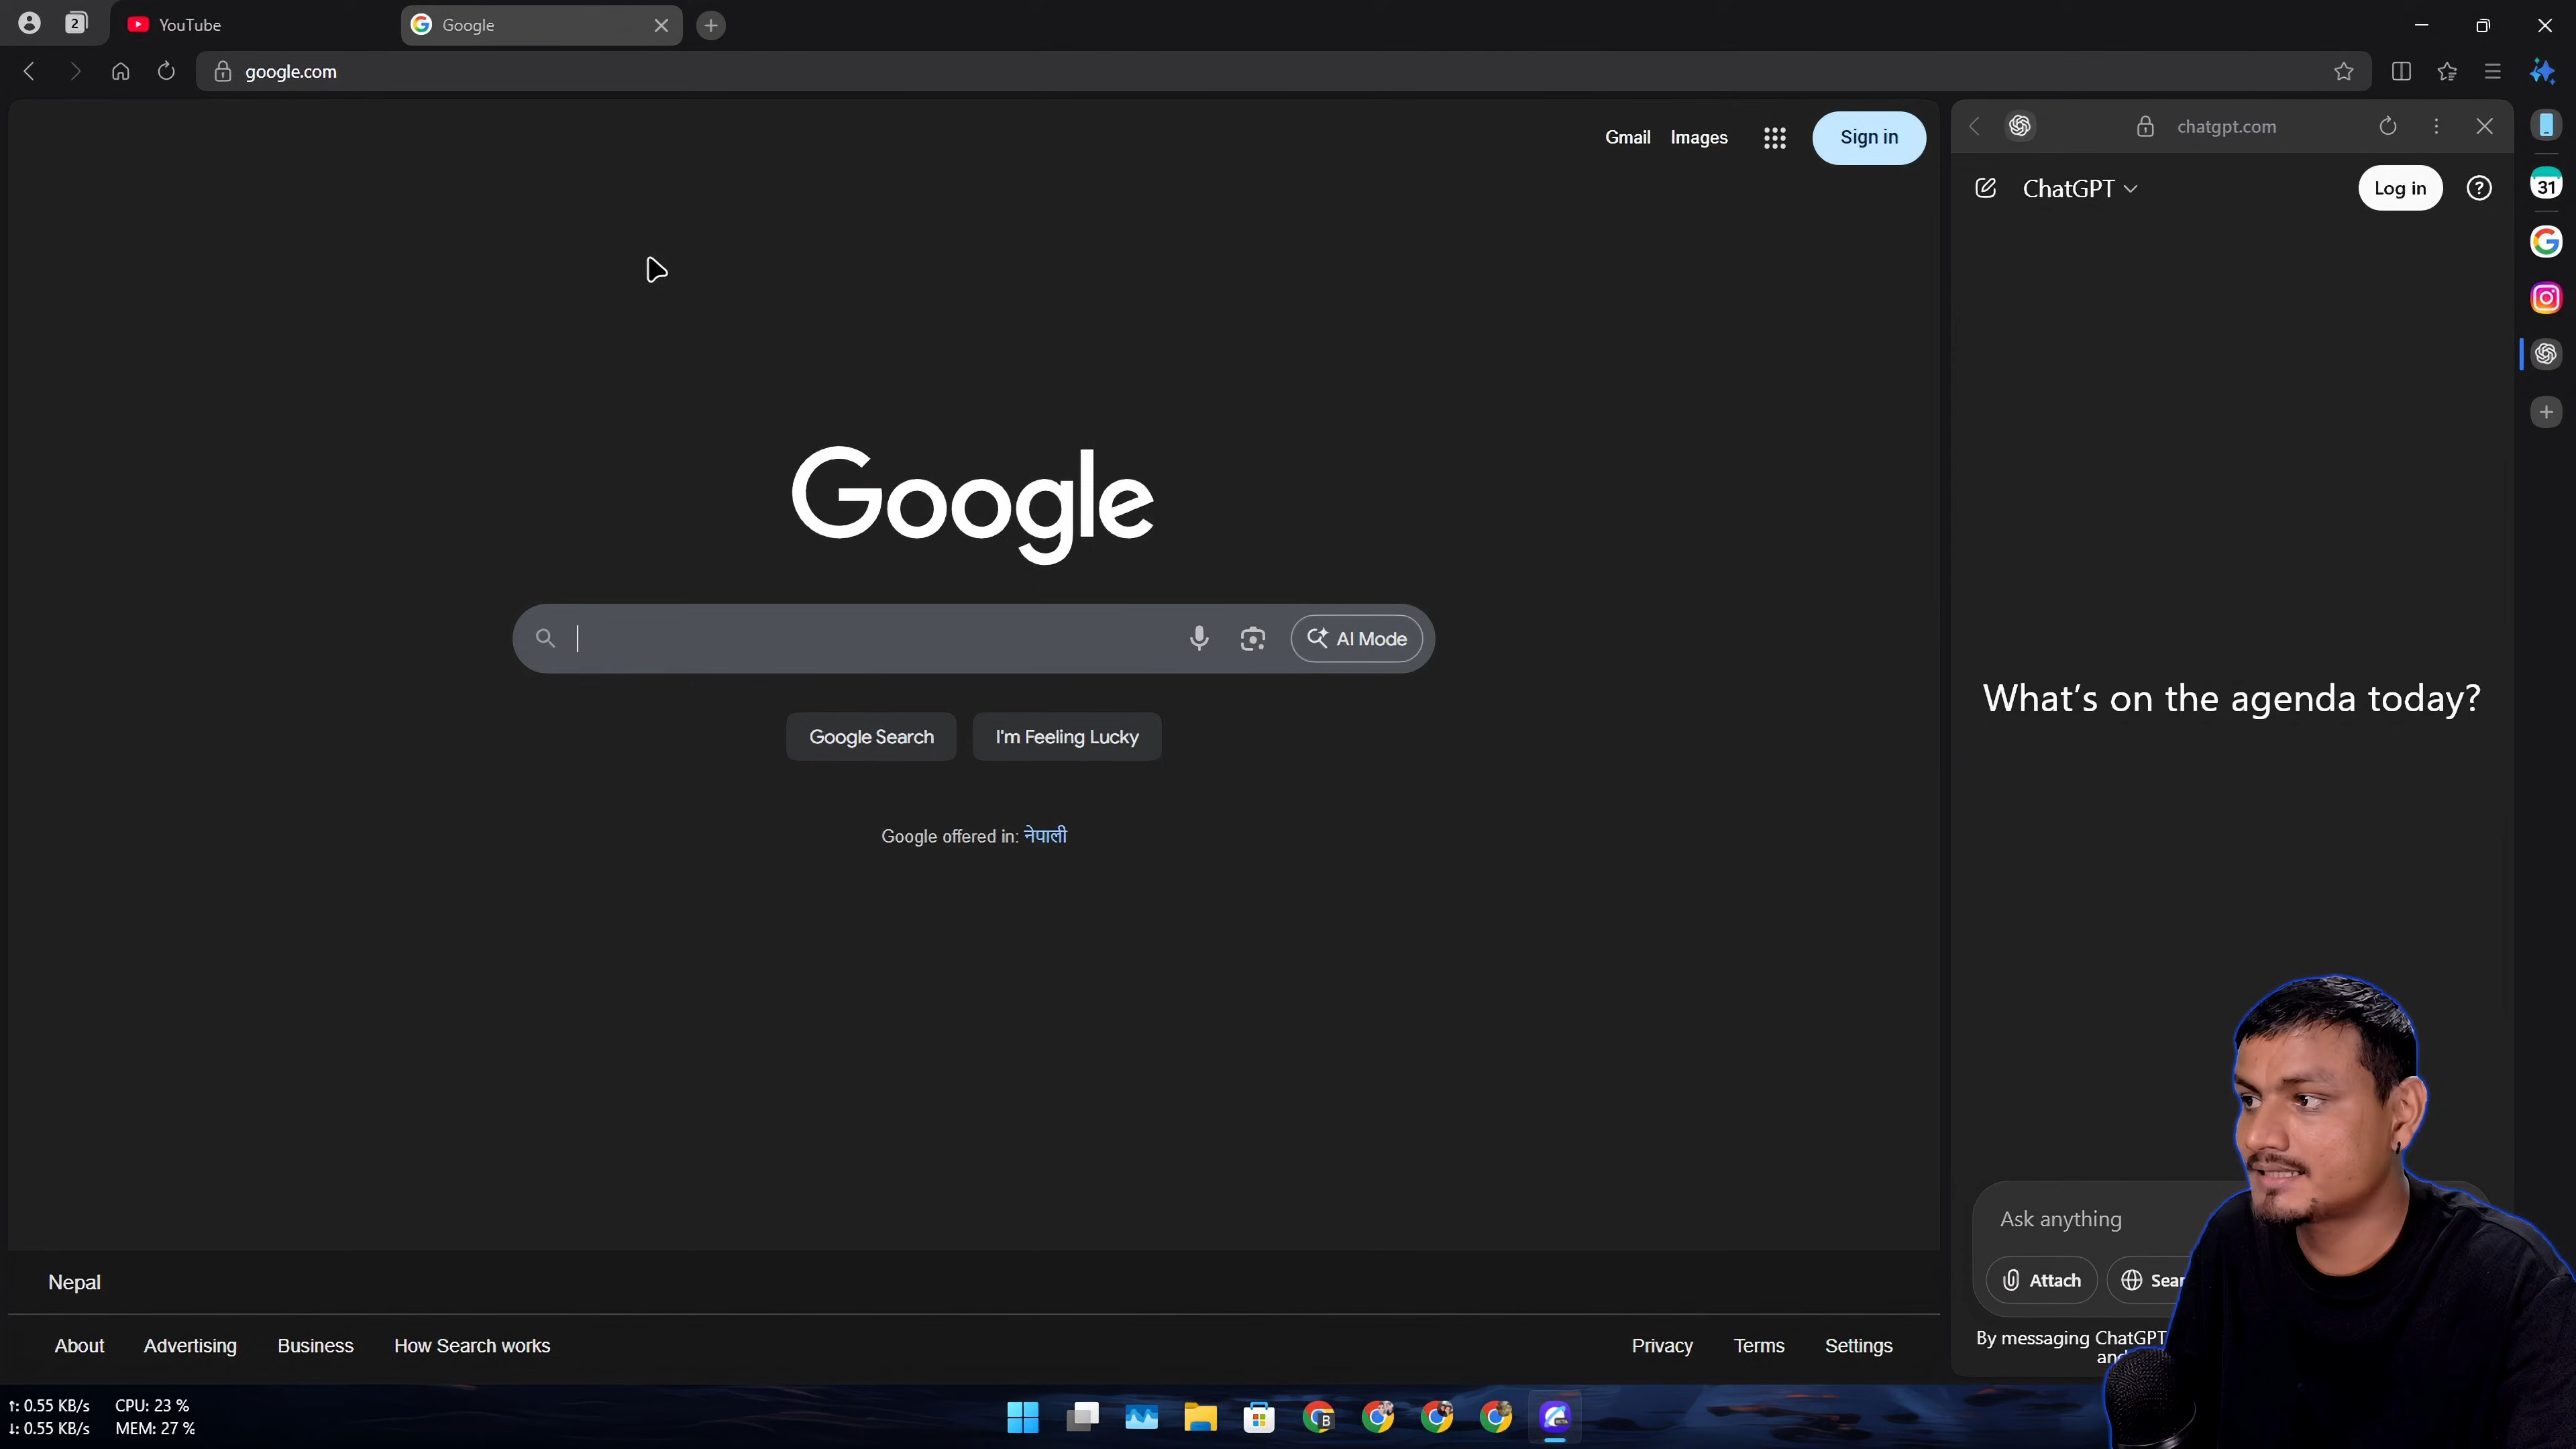 2
YouTube
Google
google.com
Gmail
Images
Sign in
chatgpt.com
31
ChatGPT
Log in
Google
AI Mode
Google Search
I'm Feeling Lucky
What's on the agenda today?
Google offered in: नेपाली
Ask anything
Attach
Nepal
By messaging ChatGPT
About
Advertising
Business
How Search works
Privacy
Terms
Settings
↑: 0.55 KB/s CPU: 23 %
↓: 0.55 KB/s MEM: 27 %
B
BETA